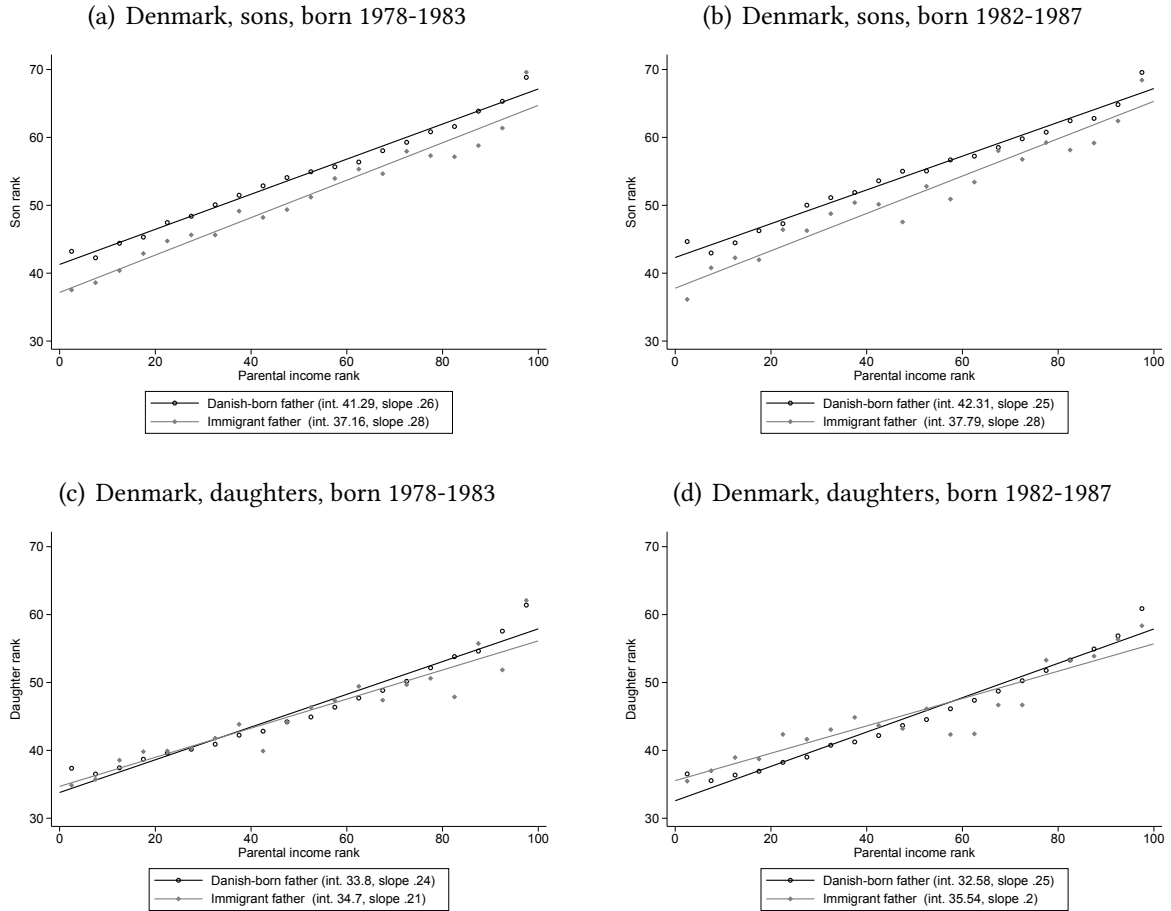 (a) Denmark, sons, born 1978-1983
70
60
50
40
30
Son rank
0 20 40 60 80 100
Parental income rank
Danish-born father (int. 41.29, slope .26)
Immigrant father (int. 37.16, slope .28)
(b) Denmark, sons, born 1982-1987
70
60
50
40
30
Son rank
0 20 40 60 80 100
Parental income rank
Danish-born father (int. 42.31, slope .25)
Immigrant father (int. 37.79, slope .28)
(c) Denmark, daughters, born 1978-1983
70
60
50
40
30
Daughter rank
0 20 40 60 80 100
Parental income rank
Danish-born father (int. 33.8, slope .24)
Immigrant father (int. 34.7, slope .21)
(d) Denmark, daughters, born 1982-1987
70
60
50
40
30
Daughter rank
0 20 40 60 80 100
Parental income rank
Danish-born father (int. 32.58, slope .25)
Immigrant father (int. 35.54, slope .2)